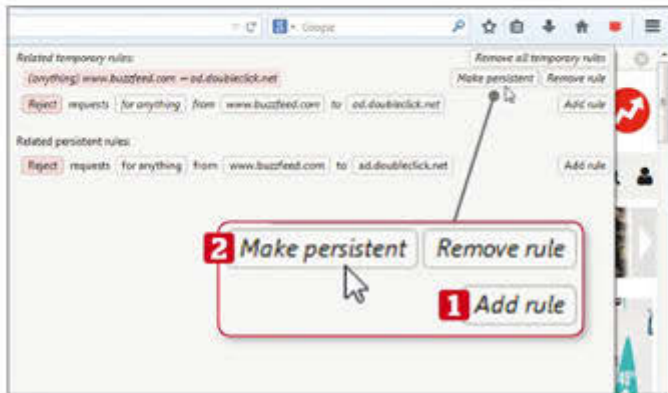 Google
Related temporary rules:
Remove all temporary rules
(anything) www.buzzfeed.com → ad.doubleclick.net
Make persistent Remove rule
Reject requests for anything from www.buzzfeed.com to ad.doubleclick.net Add rule
Related persistent rules:
Reject requests for anything from www.buzzfeed.com to ad.doubleclick.net Add rule
2 Make persistent Remove rule
1 Add rule